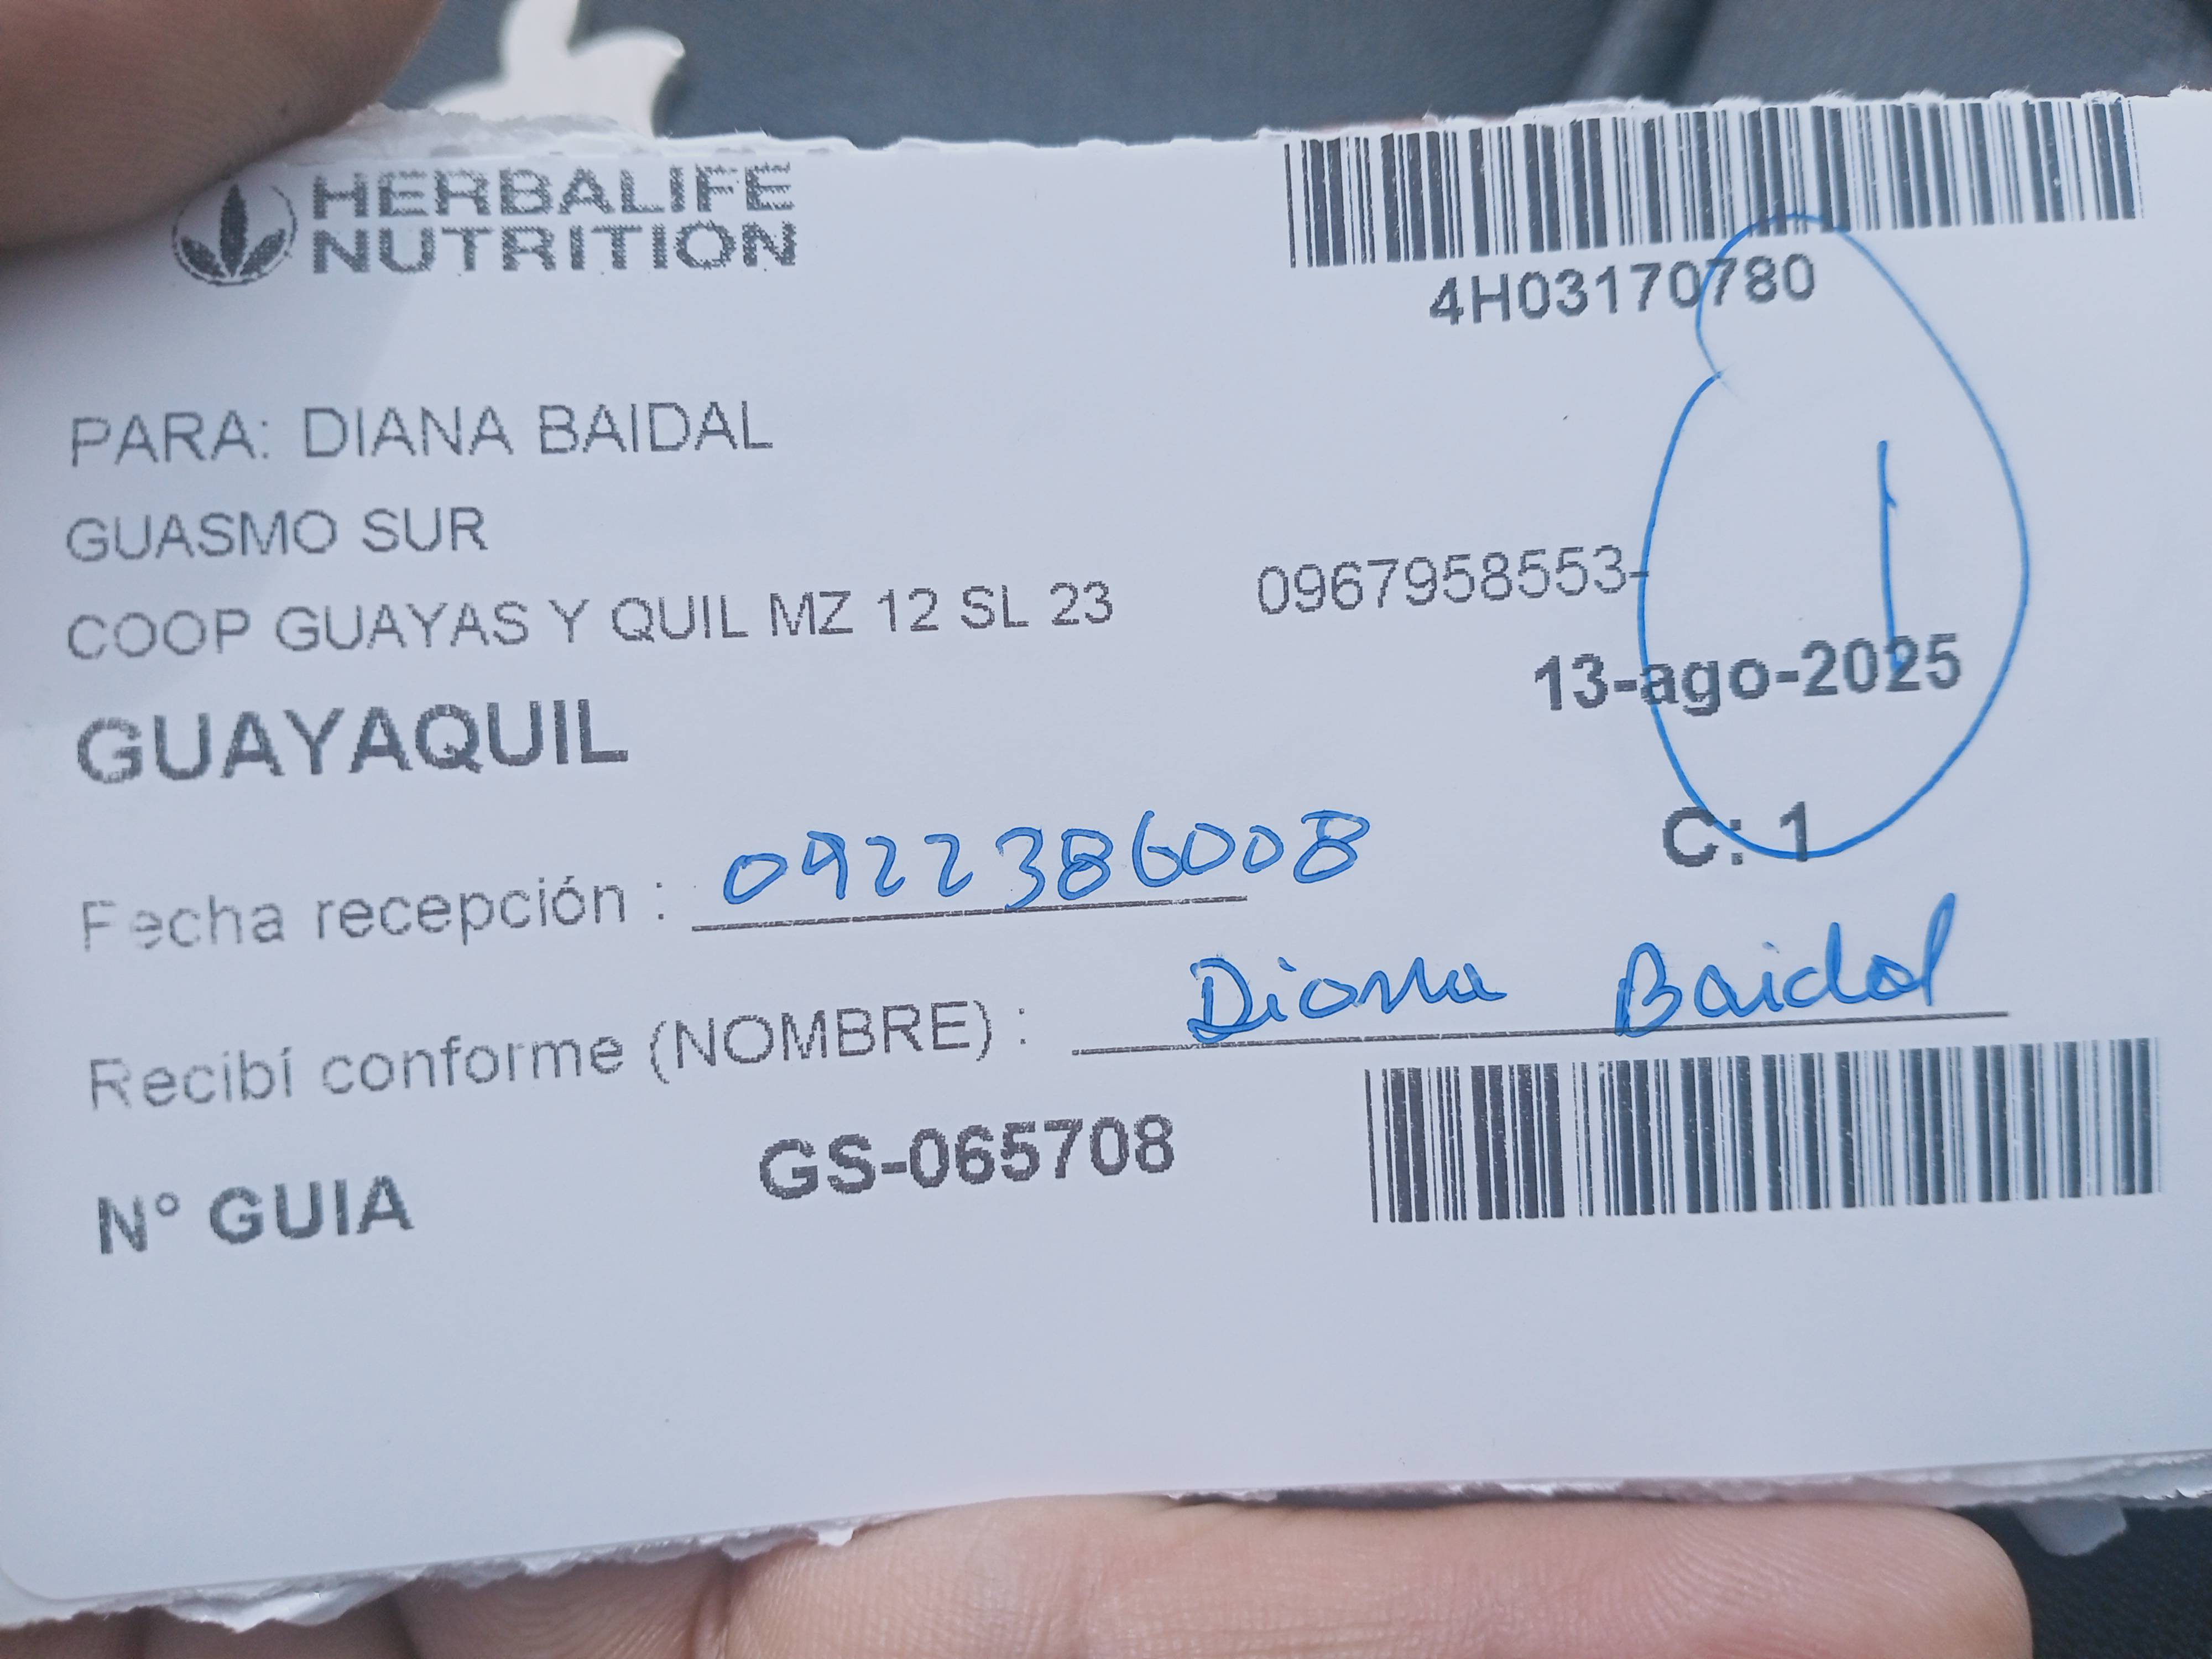 HERBALIFE
NUTRITION
4H03170780
PARA: DIANA BAIDAL
GUASMO SUR
COOP GUAYAS Y QUIL MZ 12 SL 23
0967958553-
1
13-ago-2025
GUAYAQUIL
C: 1
Fecha recepción : 0922386008
Recibí conforme (NOMBRE) : Diana Baidal
N° GUIA GS-065708